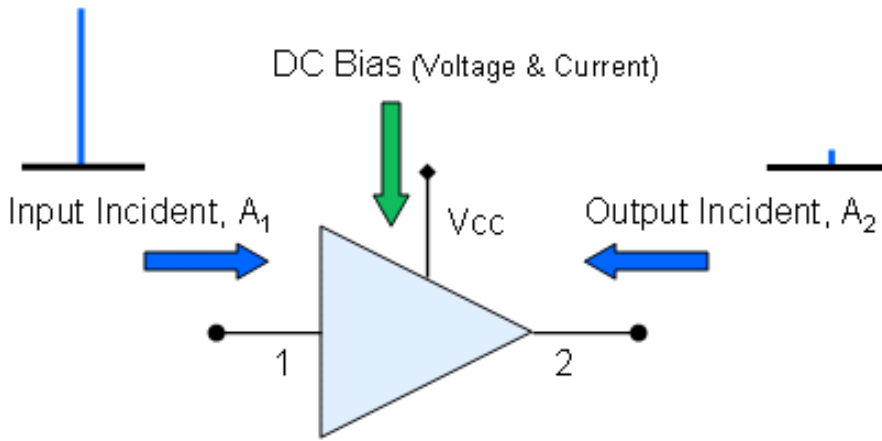 DC Bias (Voltage & Current)
Input Incident, A₁
Vcc
Output Incident, A₂
1
2